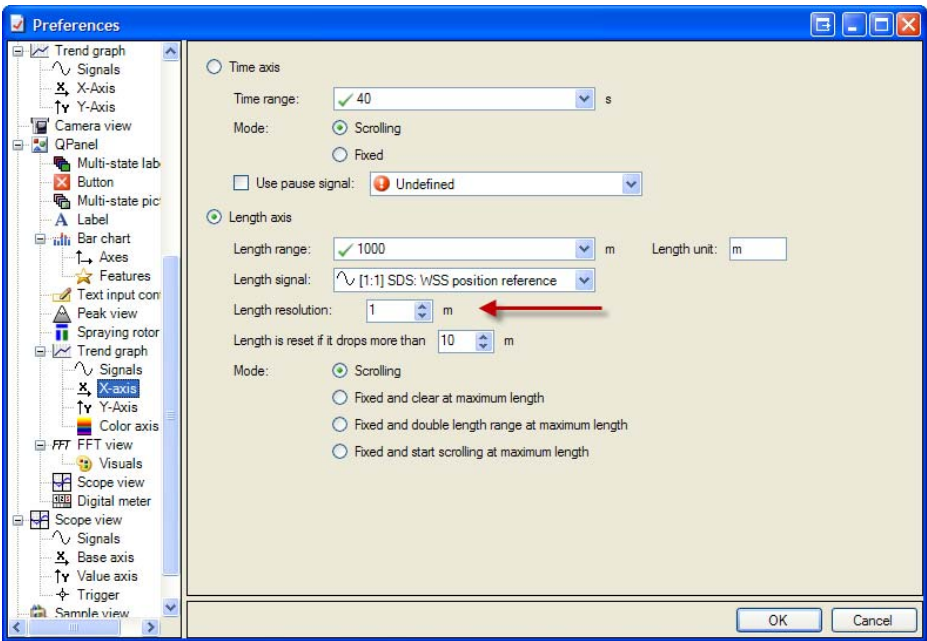 Preferences
Trend graph
Signals
X-Axis
Y-Axis
Camera view
QPanel
Multi-state lab
Button
Multi-state pic
Label
Bar chart
Axes
Features
Text input con
Peak view
Spraying rotor
Trend graph
Signals
X-axis
Y-Axis
Color axis
FFT view
Visuals
Scope view
Digital meter
Scope view
Signals
Base axis
Value axis
Trigger
Sample view
Time axis
Time range: 40 s
Mode: Scrolling
Fixed
Use pause signal: Undefined
Length axis
Length range: 1000 m Length unit: m
Length signal: [1:1] SDS: WSS position reference
Length resolution: 1 m
Length is reset if it drops more than 10 m
Mode: Scrolling
Fixed and clear at maximum length
Fixed and double length range at maximum length
Fixed and start scrolling at maximum length
OK Cancel